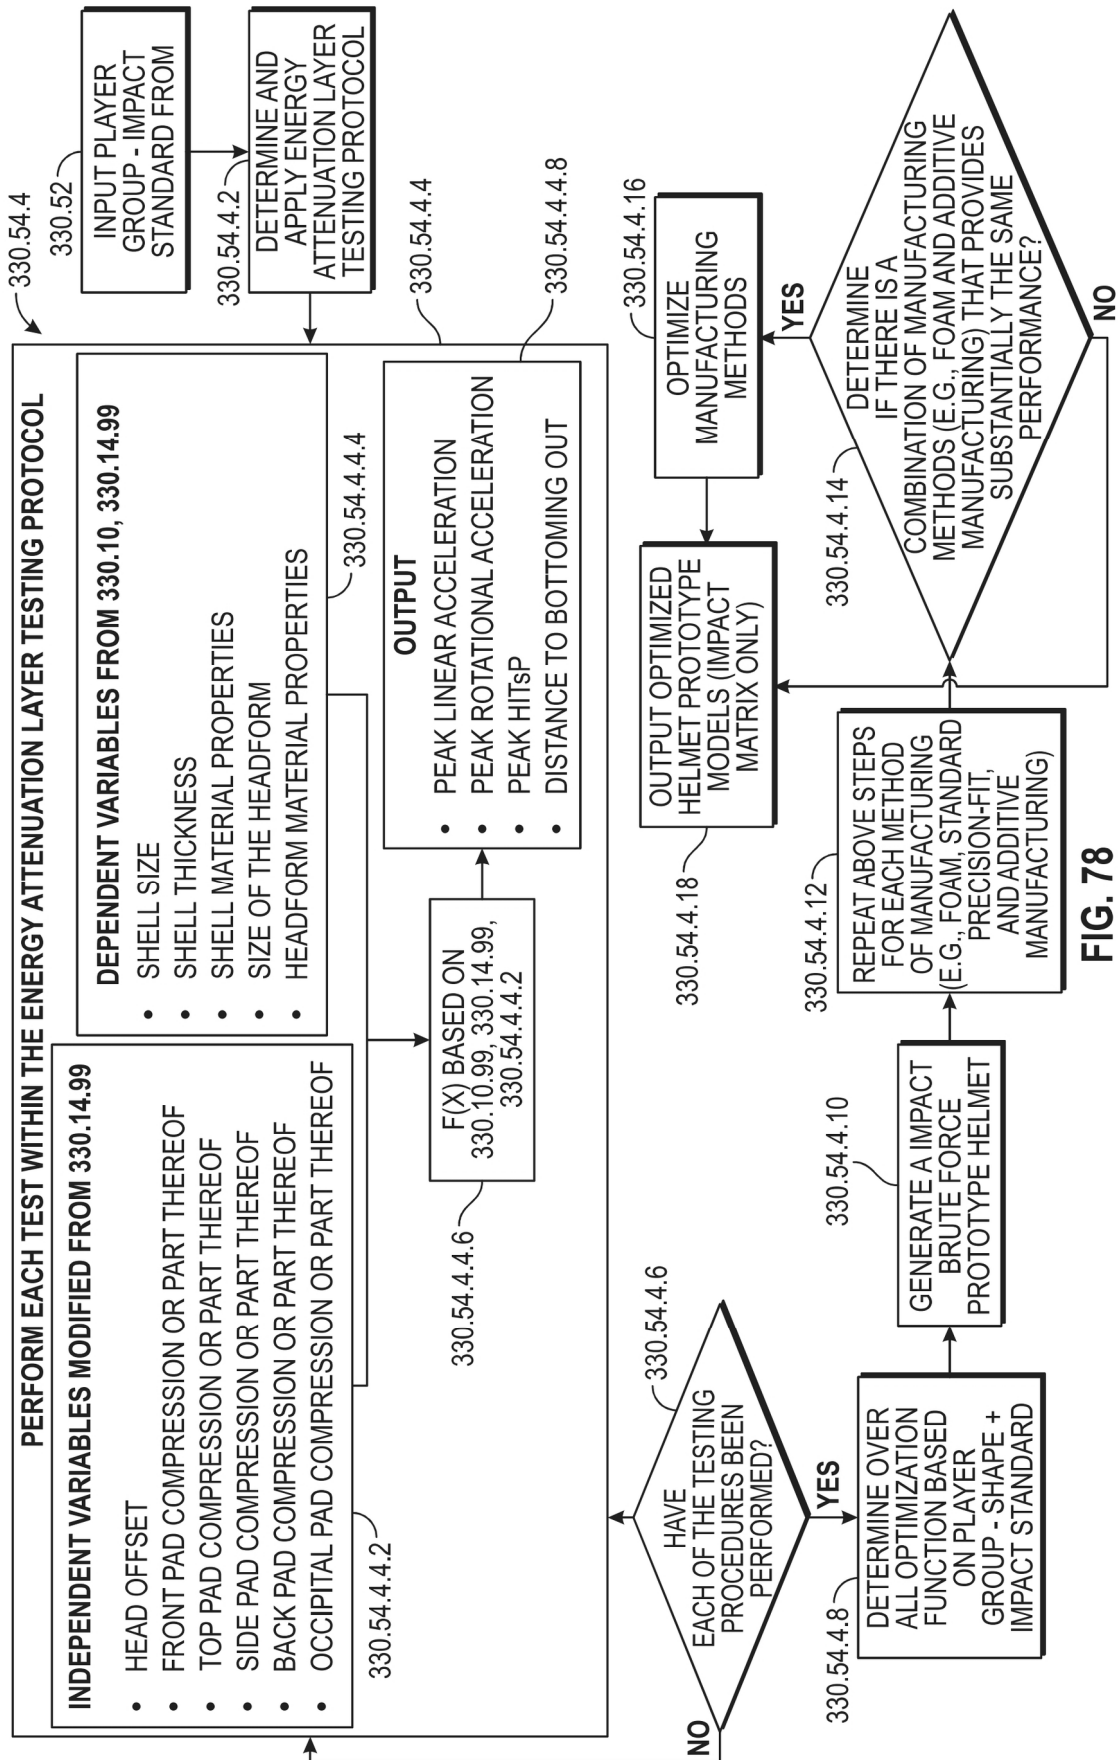 330.54.4
330.52
INPUT PLAYER
GROUP - IMPACT
STANDARD FROM
330.54.4.2
DETERMINE AND
APPLY ENERGY
ATTENUATION LAYER
TESTING PROTOCOL
PERFORM EACH TEST WITHIN THE ENERGY ATTENUATION LAYER TESTING PROTOCOL
330.54.4.4
INDEPENDENT VARIABLES MODIFIED FROM 330.14.99
• HEAD OFFSET
• FRONT PAD COMPRESSION OR PART THEREOF
• TOP PAD COMPRESSION OR PART THEREOF
• SIDE PAD COMPRESSION OR PART THEREOF
• BACK PAD COMPRESSION OR PART THEREOF
• OCCIPITAL PAD COMPRESSION OR PART THEREOF
330.54.4.4.2
DEPENDENT VARIABLES FROM 330.10, 330.14.99
• SHELL SIZE
• SHELL THICKNESS
• SHELL MATERIAL PROPERTIES
• SIZE OF THE HEADFORM
• HEADFORM MATERIAL PROPERTIES
330.54.4.4.4
F(X) BASED ON
330.10.99, 330.14.99,
330.54.4.4.2
330.54.4.4.6
OUTPUT
• PEAK LINEAR ACCELERATION
• PEAK ROTATIONAL ACCELERATION
• PEAK HITsP
• DISTANCE TO BOTTOMING OUT
330.54.4.4.8
NO
HAVE
EACH OF THE TESTING
PROCEDURES BEEN
PERFORMED?
330.54.4.6
YES
330.54.4.8
DETERMINE OVER
ALL OPTIMIZATION
FUNCTION BASED
ON PLAYER
GROUP - SHAPE +
IMPACT STANDARD
330.54.4.10
GENERATE A IMPACT
BRUTE FORCE
PROTOTYPE HELMET
330.54.4.12
REPEAT ABOVE STEPS
FOR EACH METHOD
OF MANUFACTURING
(E.G., FOAM, STANDARD
PRECISION-FIT,
AND ADDITIVE
MANUFACTURING)
330.54.4.14
DETERMINE
IF THERE IS A
COMBINATION OF MANUFACTURING
METHODS (E.G., FOAM AND ADDITIVE
MANUFACTURING) THAT PROVIDES
SUBSTANTIALLY THE SAME
PERFORMANCE?
YES
NO
330.54.4.16
OPTIMIZE
MANUFACTURING
METHODS
330.54.4.18
OUTPUT OPTIMIZED
HELMET PROTOTYPE
MODELS (IMPACT
MATRIX ONLY)
FIG. 78